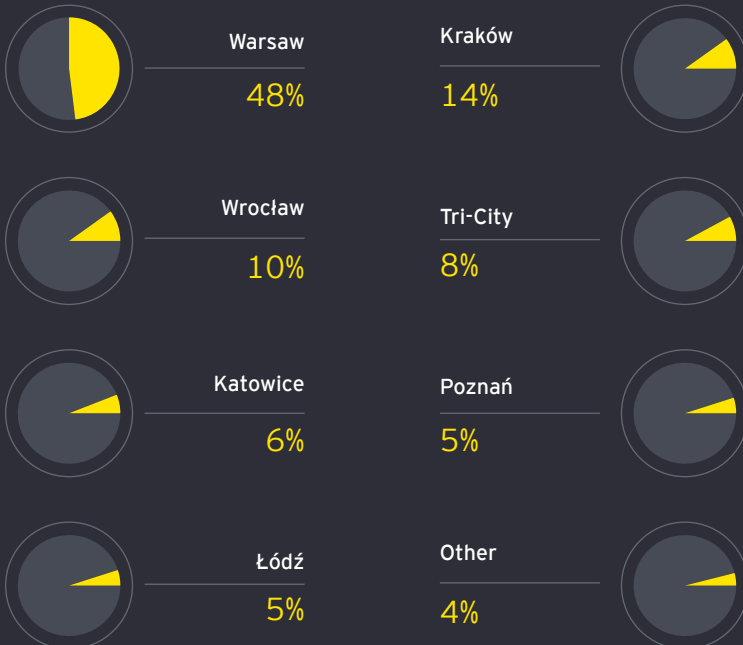 Warsaw
48%
Kraków
14%
Wrocław
10%
Tri-City
8%
Katowice
6%
Poznań
5%
Łódź
5%
Other
4%